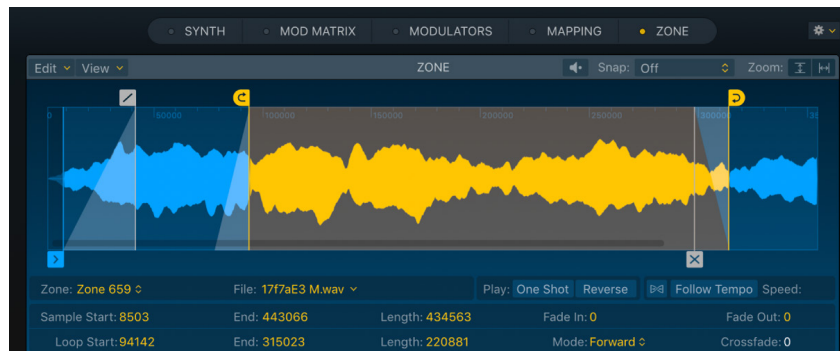 SYNTH MOD MATRIX MODULATORS MAPPING ZONE
Edit View ZONE Snap: Off Zoom:
0 50000 100000 150000 200000 250000 300000 35
Zone: Zone 659 File: 17f7aE3 M.wav Play: One Shot Reverse Follow Tempo Speed:
Sample Start: 8503 End: 443066 Length: 434563 Fade In: 0 Fade Out: 0
Loop Start: 94142 End: 315023 Length: 220881 Mode: Forward Crossfade: 0